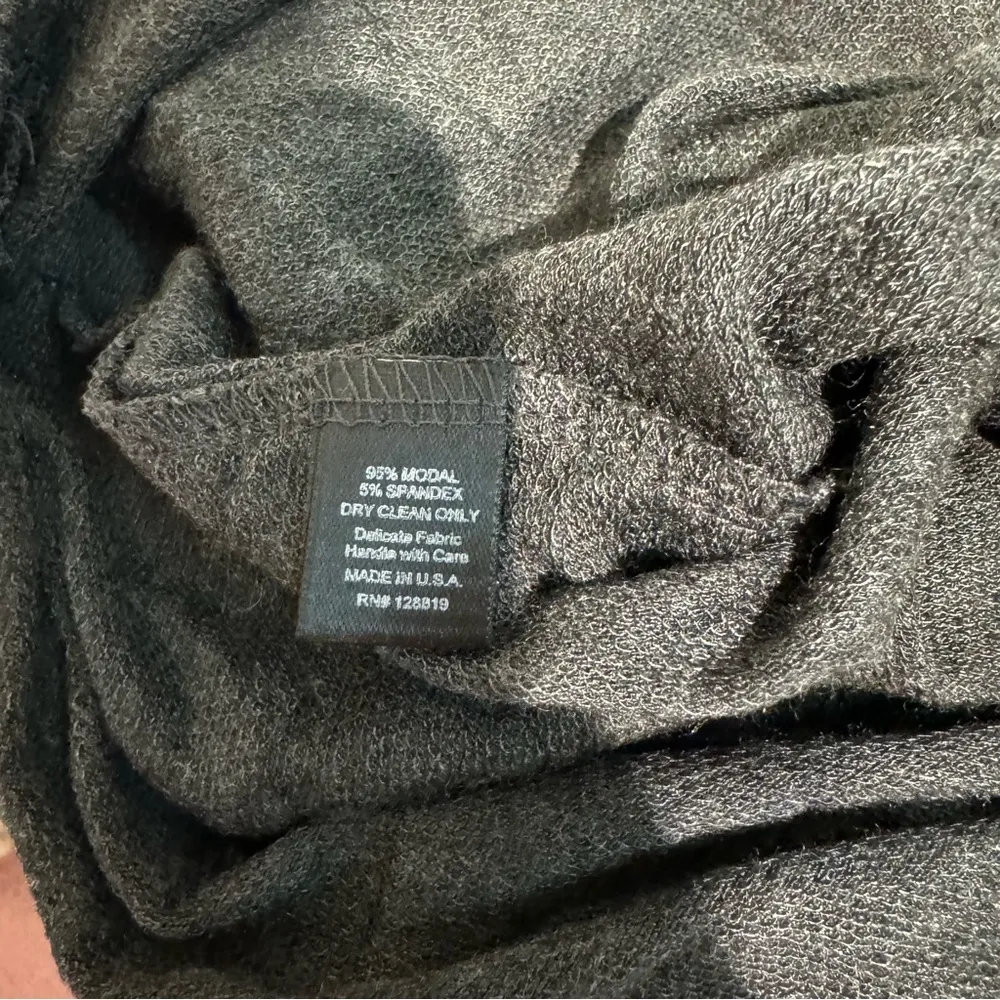 95% MODAL
5% SPANDEX
DRY CLEAN ONLY
Delicate Fabric
Handle with Care
MADE IN U.S.A.
RN# 128819